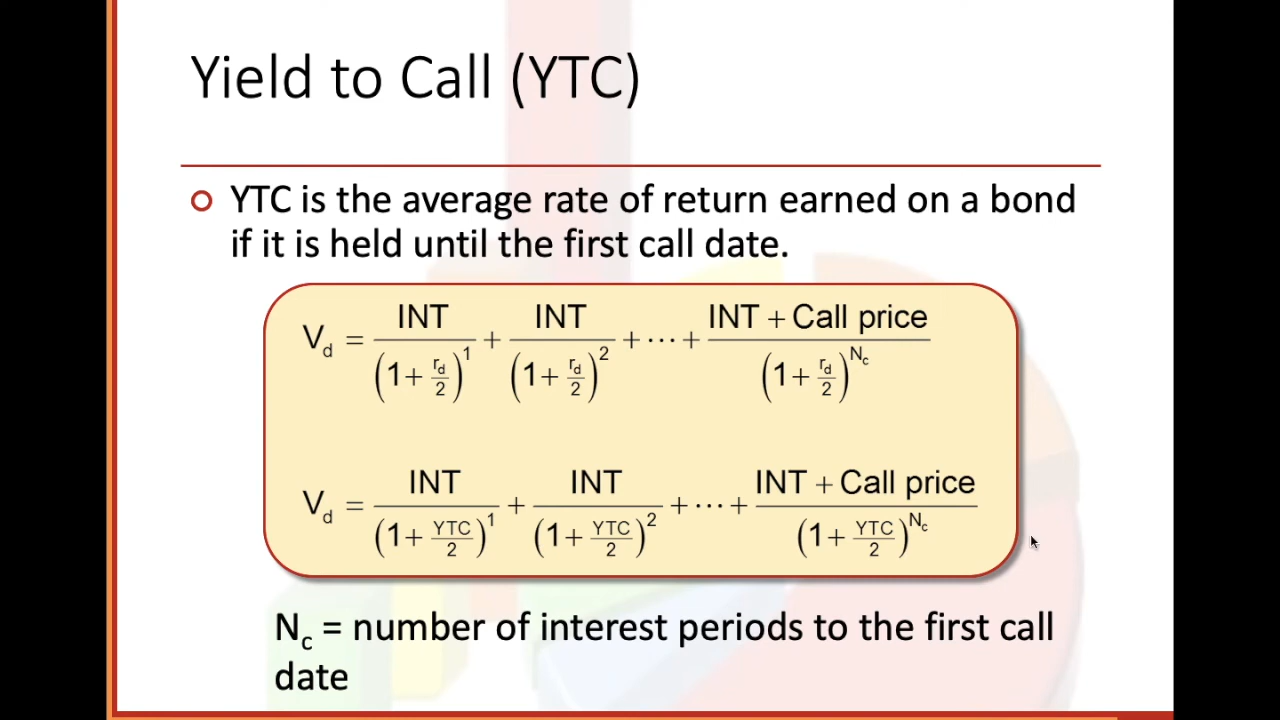 Yield to Call (YTC)
YTC is the average rate of return earned on a bond
if it is held until the first call date.
V_d = INT / (1 + r_d/2)^1 + INT / (1 + r_d/2)^2 + ⋯ + INT + Call price / (1 + r_d/2)^N_c
V_d = INT / (1 + YTC/2)^1 + INT / (1 + YTC/2)^2 + ⋯ + INT + Call price / (1 + YTC/2)^N_c
N_c = number of interest periods to the first call
date